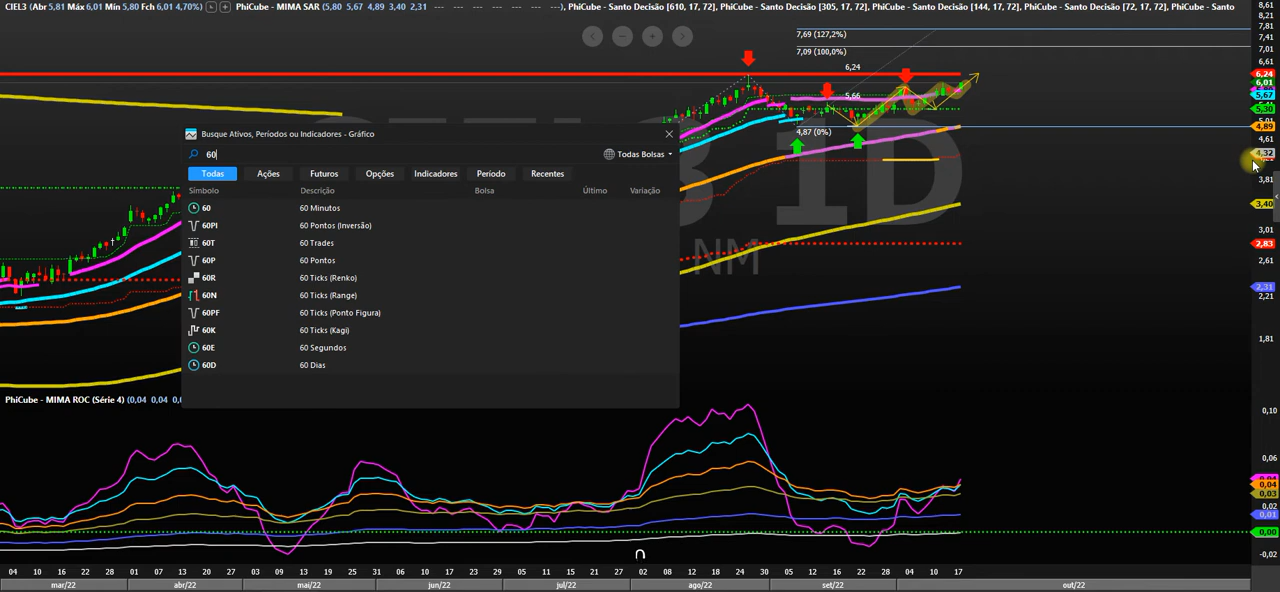 CIEL3 (Abr 5,81 Máx 6,01 Mín 5,80 Fch 6,01 4,70%) PhiCube - MIMA SAR (5,80 5,67 4,89 3,40 2,31 --- --- --- --- --- --- ---) PhiCube - Santo Decisão [610, 17, 72], PhiCube - Santo Decisão [305, 17, 72], PhiCube - Santo Decisão [144, 17, 72], PhiCube - Santo Decisão [72, 17, 72], PhiCube - Santo
7,69 (127,2%)
7,09 (100,0%)
6,24
5,66
4,87 (0%)
1D
NM
8,61
8,21
7,81
7,41
7,01
6,61
6,24
6,01
5,67
5,30
5,01
4,89
4,32
3,81
3,40
3,01
2,83
2,61
2,31
2,21
1,81
Busque Ativos, Períodos ou Indicadores - Gráfico
60
Todas Bolsas
Todas Ações Futuros Opções Indicadores Período Recentes
Símbolo Descrição Bolsa Último Variação
60 60 Minutos
60PI 60 Pontos (Inversão)
60T 60 Trades
60P 60 Pontos
60R 60 Ticks (Renko)
60N 60 Ticks (Range)
60PF 60 Ticks (Ponto Figura)
60K 60 Ticks (Kagi)
60E 60 Segundos
60D 60 Dias
PhiCube - MIMA ROC (Série 4) (0,04 0,04
0,10
0,06
0,04
0,03
0,02
0,01
0,00
-0,02
04 10 16 22 28 01 07 13 20 27 03 09 13 19 25 31 06 10 15 22 28 04 08 14 20 26 02 08 12 18 24 30 05 12 16 22 28 04 10 17
mar/22 abr/22 mai/22 jun/22 jul/22 ago/22 set/22 out/22